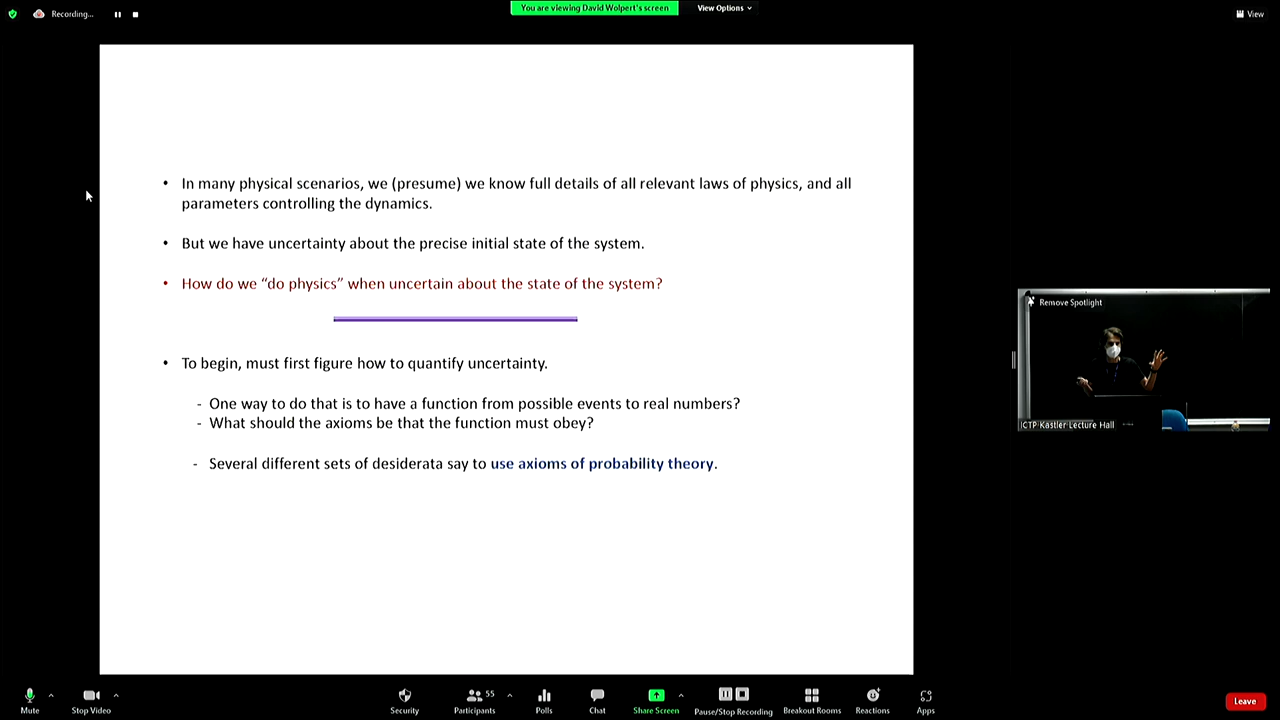 Recording...
You are viewing David Wolpert's screen
View Options
View
• In many physical scenarios, we (presume) we know full details of all relevant laws of physics, and all
parameters controlling the dynamics.
• But we have uncertainty about the precise initial state of the system.
• How do we “do physics” when uncertain about the state of the system?
• To begin, must first figure how to quantify uncertainty.
- One way to do that is to have a function from possible events to real numbers?
- What should the axioms be that the function must obey?
- Several different sets of desiderata say to use axioms of probability theory.
Remove Spotlight
ICTP Kastler Lecture Hall
Mute
Stop Video
Security
Participants
55
Polls
Chat
Share Screen
Pause/Stop Recording
Breakout Rooms
Reactions
Apps
Leave